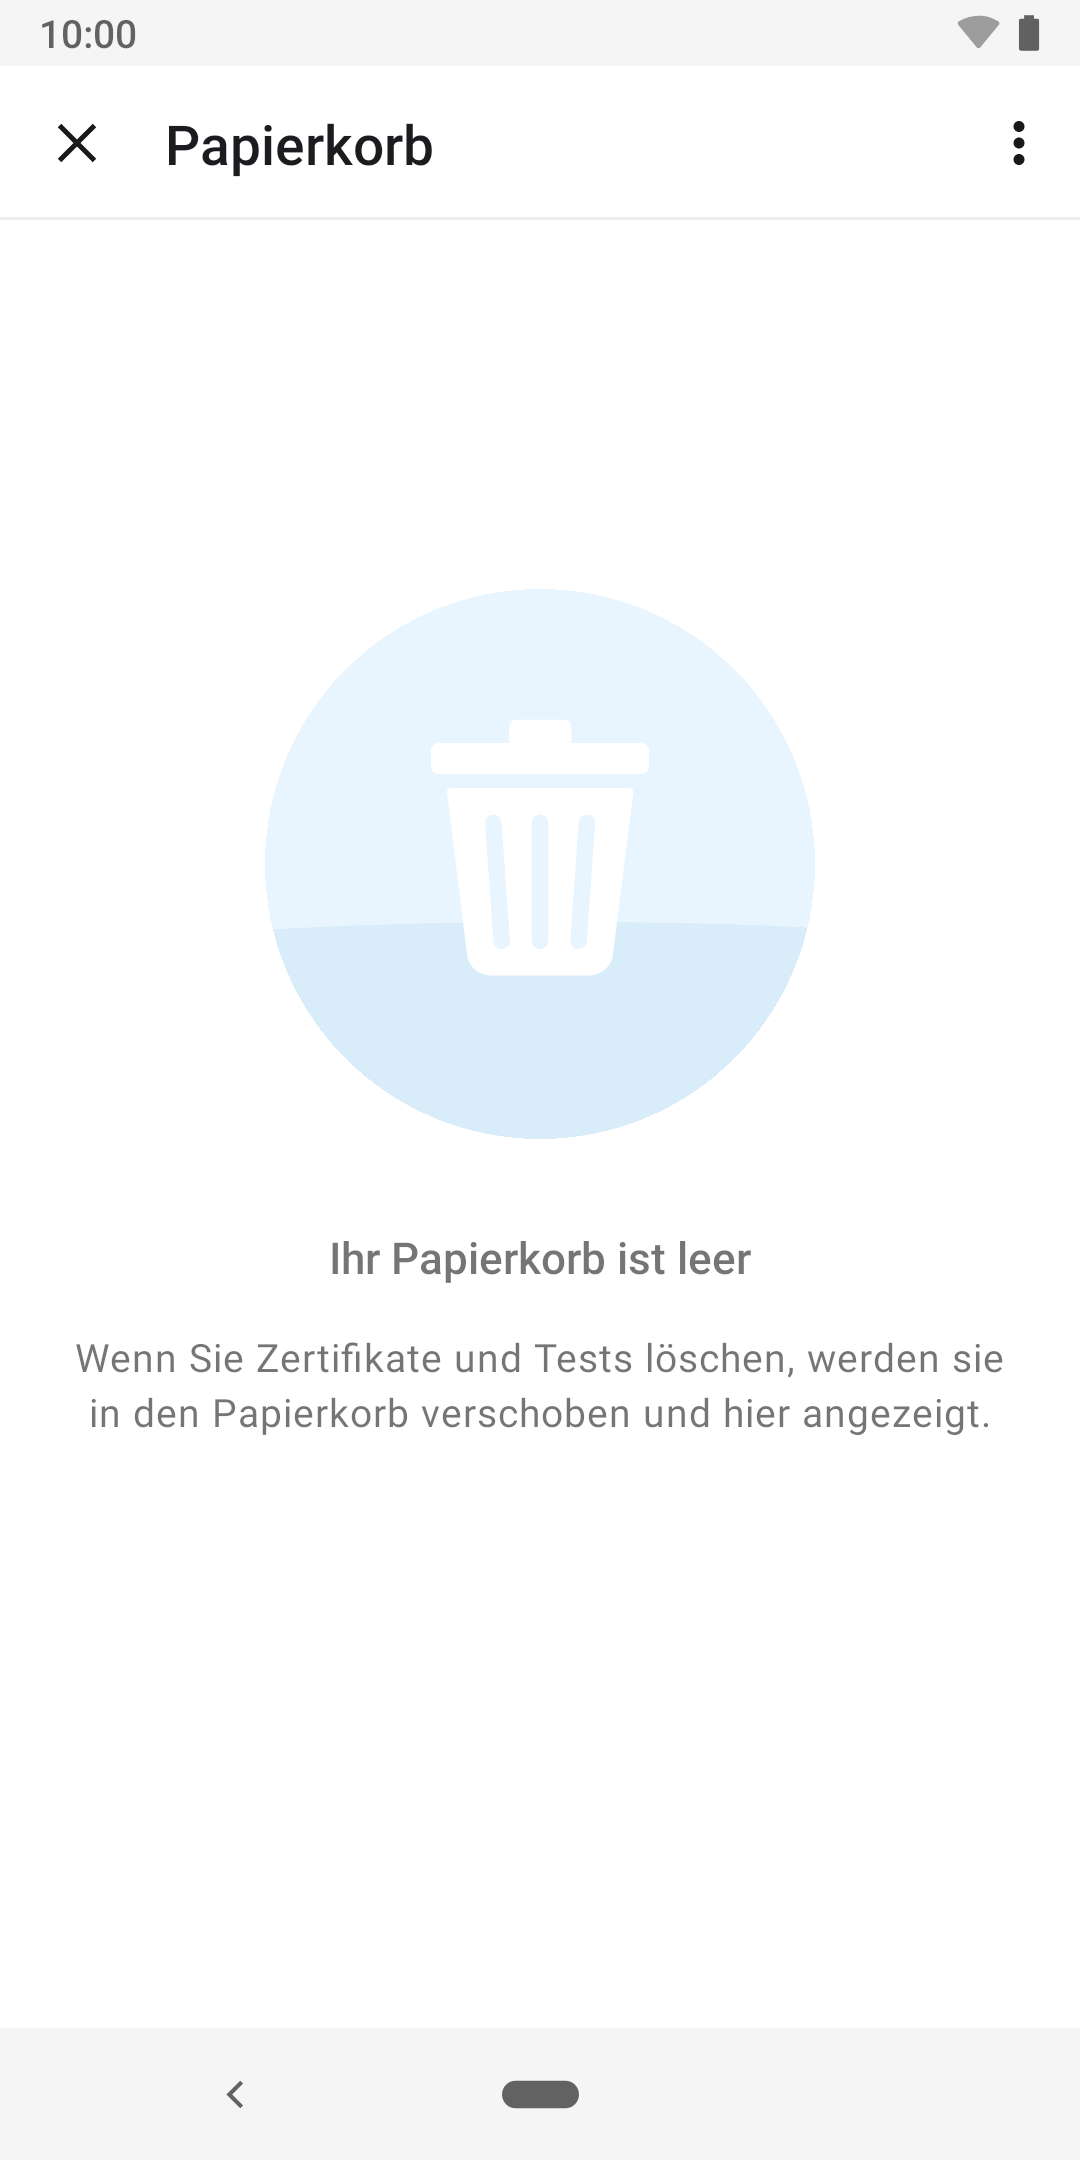 10:00
Papierkorb
Ihr Papierkorb ist leer
Wenn Sie Zertifikate und Tests löschen, werden sie
in den Papierkorb verschoben und hier angezeigt.